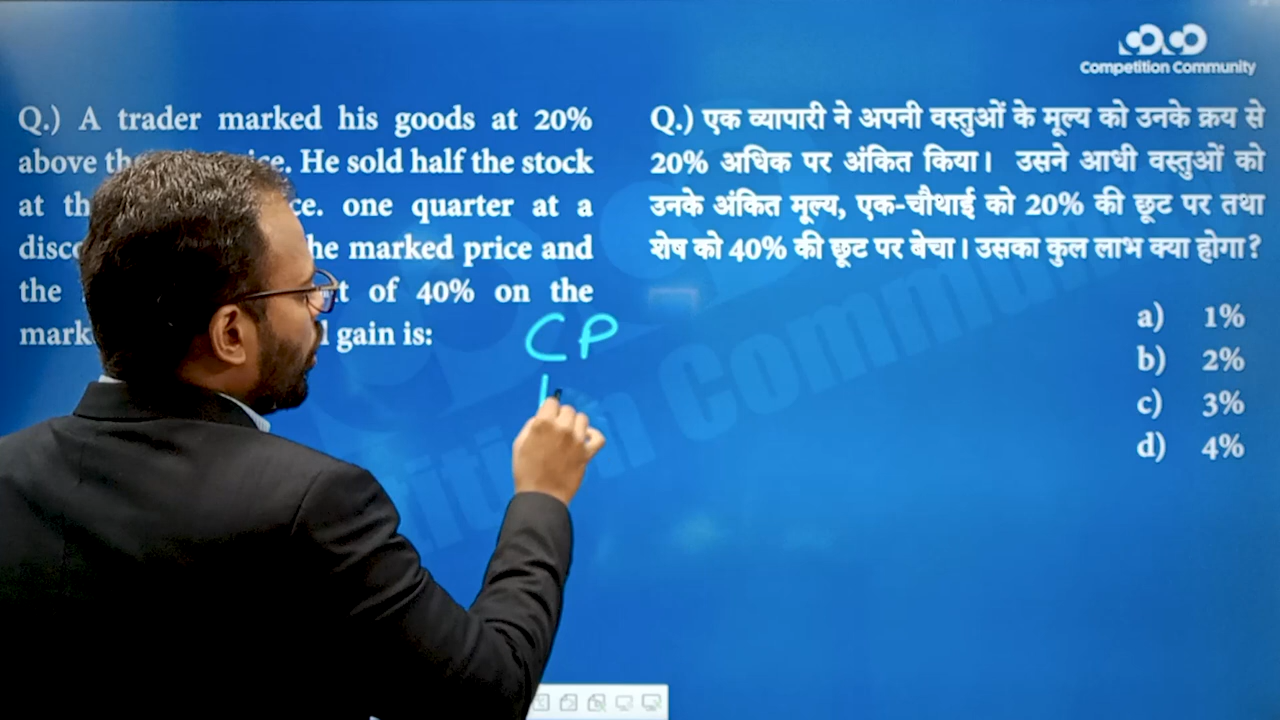 Competition Community
Q.) A trader marked his goods at 20%
above the ice. He sold half the stock
at th ce. one quarter at a
disco he marked price and
the t of 40% on the
mark l gain is:
Q.) एक व्यापारी ने अपनी वस्तुओं के मूल्य को उनके क्रय से
20% अधिक पर अंकित किया। उसने आधी वस्तुओं को
उनके अंकित मूल्य, एक-चौथाई को 20% की छूट पर तथा
शेष को 40% की छूट पर बेचा। उसका कुल लाभ क्या होगा?
a) 1%
b) 2%
c) 3%
d) 4%
CP